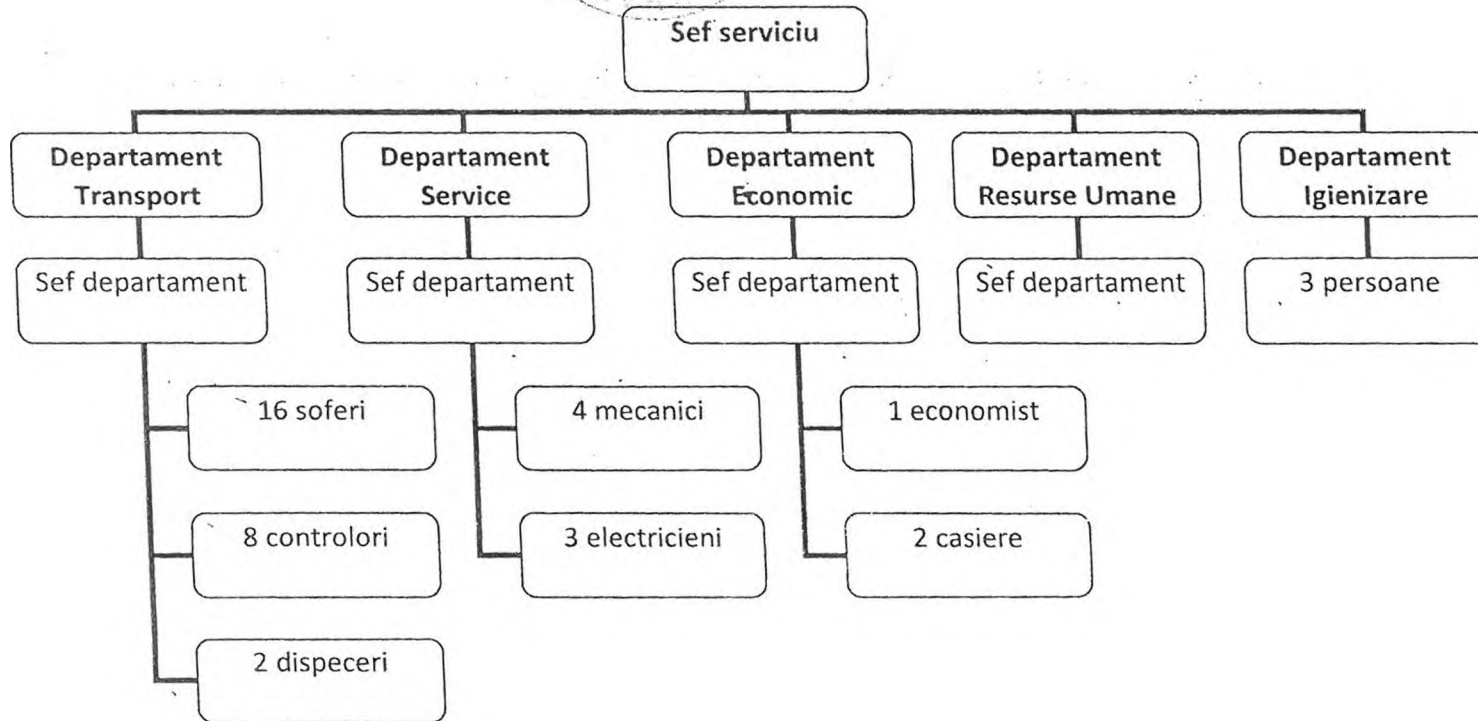 Sef serviciu
Departament
Transport
Departament
Service
Departament
Economic
Departament
Resurse Umane
Departament
Igienizare
Sef departament
Sef departament
Sef departament
Sef departament
3 persoane
16 soferi
4 mecanici
1 economist
8 controlori
3 electricieni
2 casiere
2 dispeceri